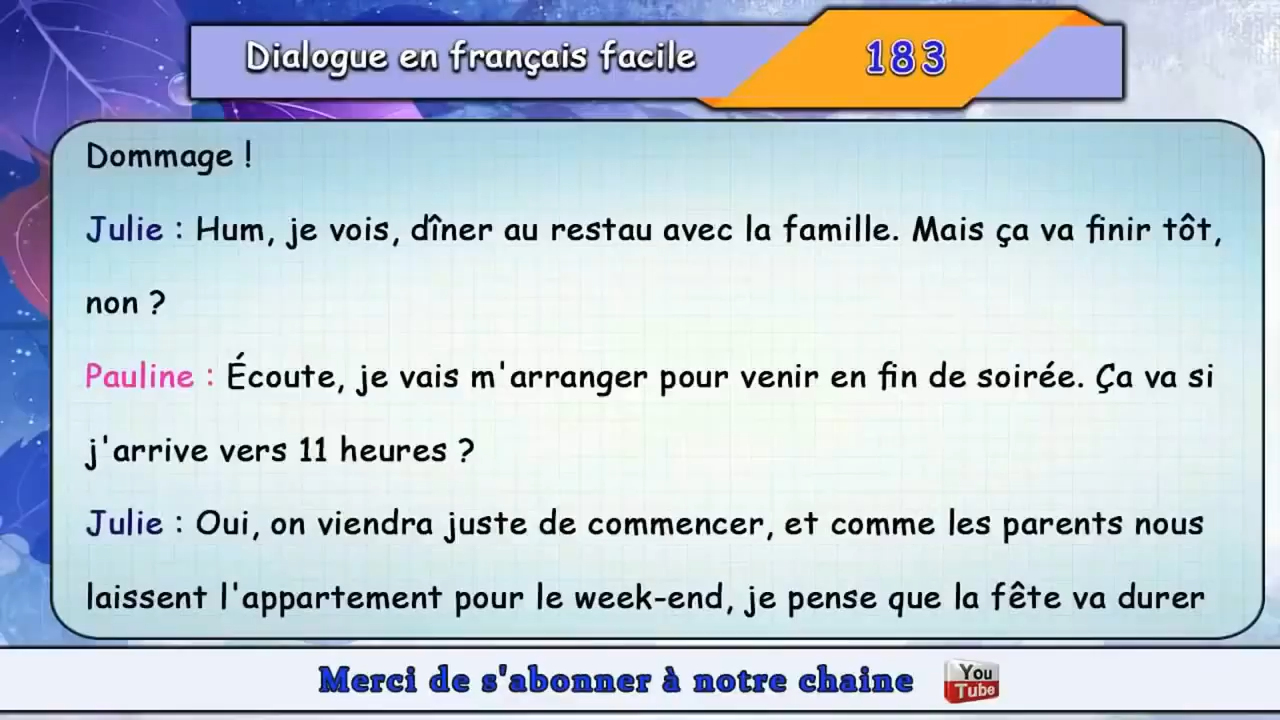 Dialogue en français facile
183
Dommage !
Julie : Hum, je vois, dîner au restau avec la famille. Mais ça va finir tôt,
non ?
Pauline : Écoute, je vais m'arranger pour venir en fin de soirée. Ça va si
j'arrive vers 11 heures ?
Julie : Oui, on viendra juste de commencer, et comme les parents nous
laissent l'appartement pour le week-end, je pense que la fête va durer
Merci de s'abonner à notre chaine
You
Tube